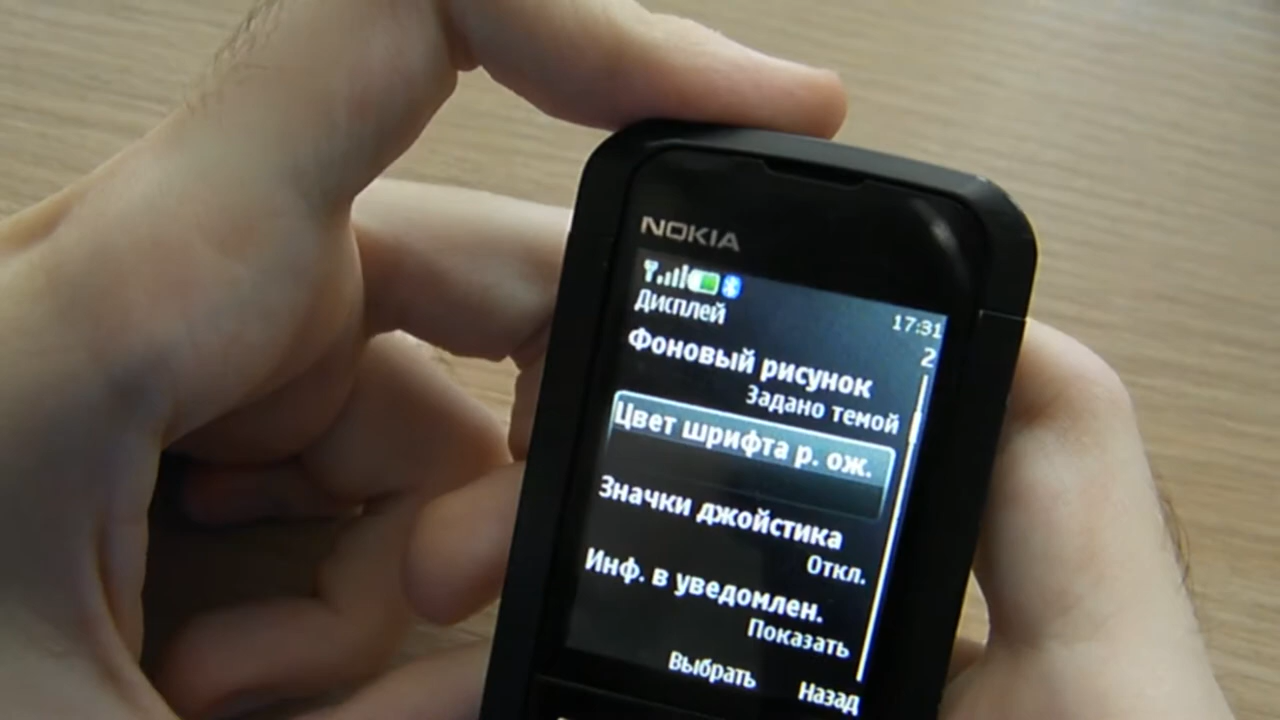 NOKIA
Дисплей
17:31
2
Фоновый рисунок
Задано темой
Цвет шрифта р. ож.
Значки джойстика
Откл.
Инф. в уведомлен.
Показать
Выбрать
Назад